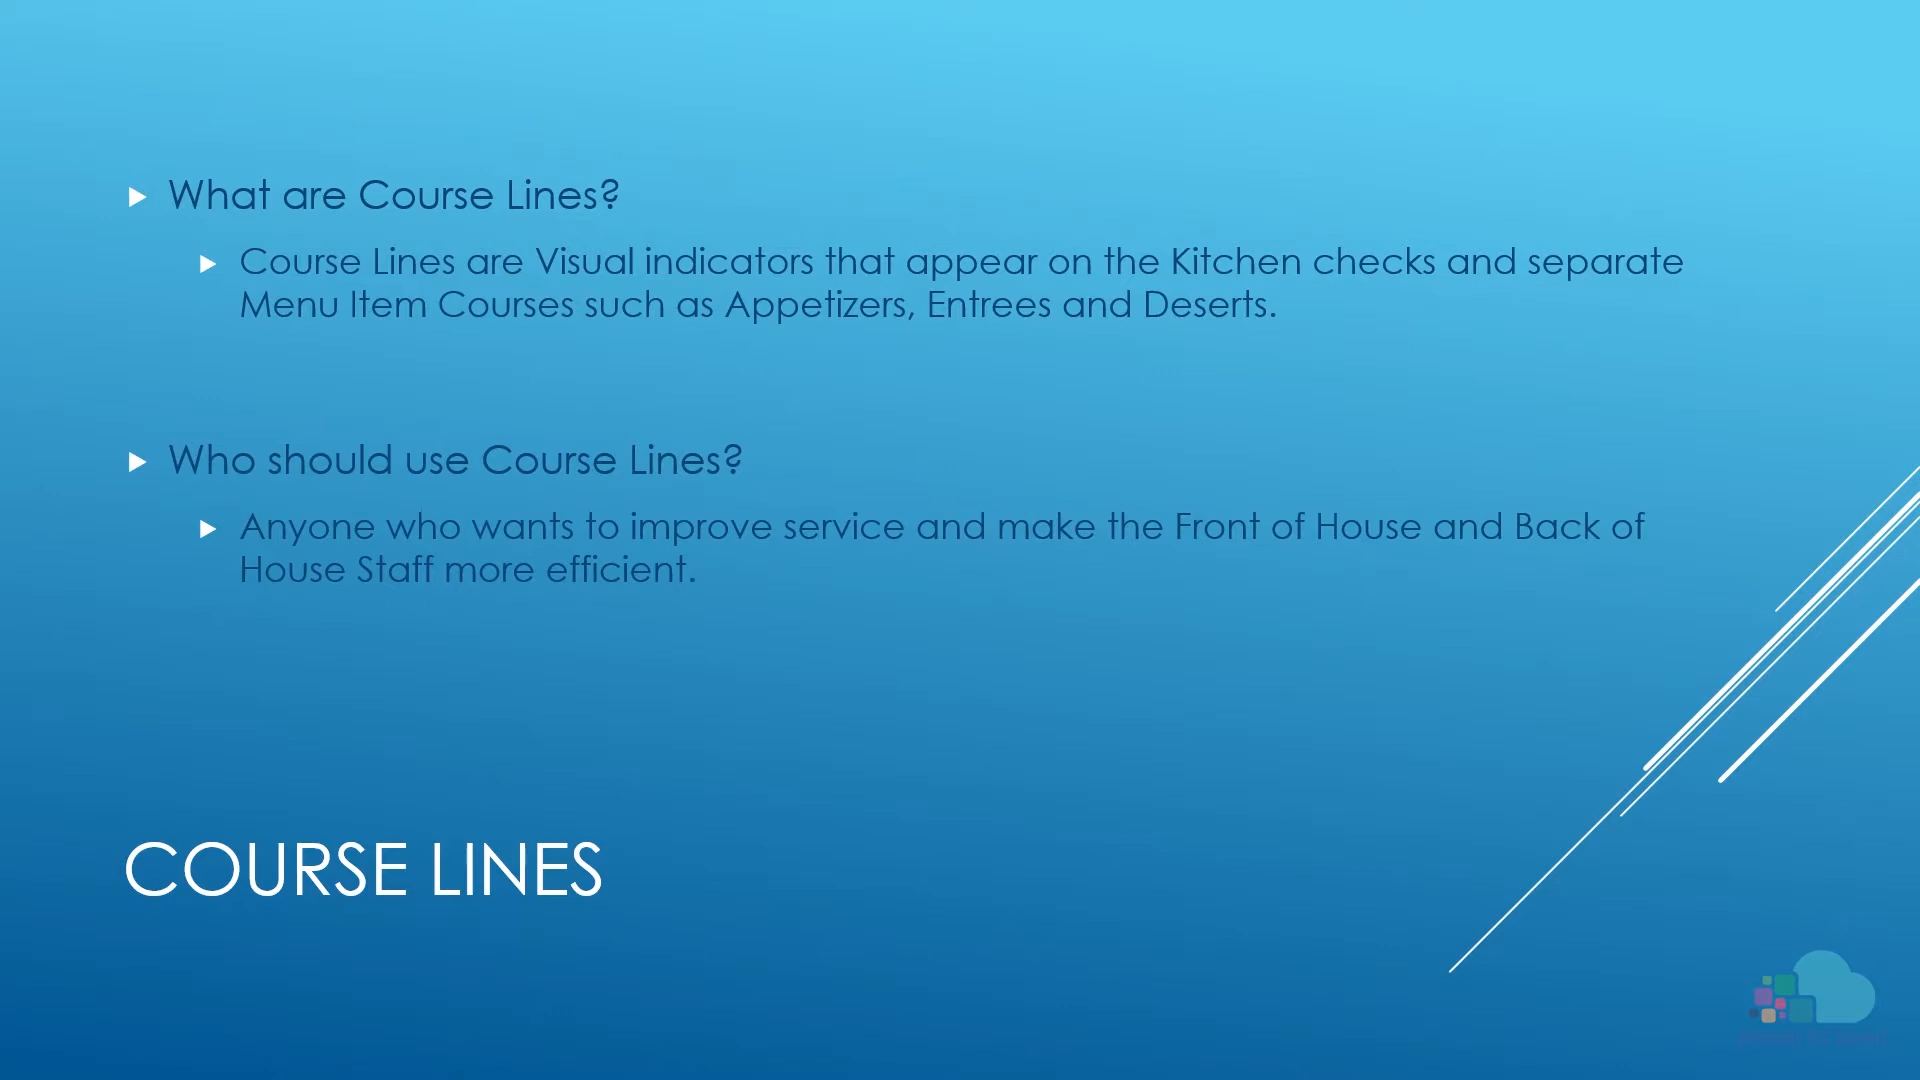 What are Course Lines?
Course Lines are Visual indicators that appear on the Kitchen checks and separate
Menu Item Courses such as Appetizers, Entrees and Deserts.
Who should use Course Lines?
Anyone who wants to improve service and make the Front of House and Back of
House Staff more efficient.
COURSE LINES